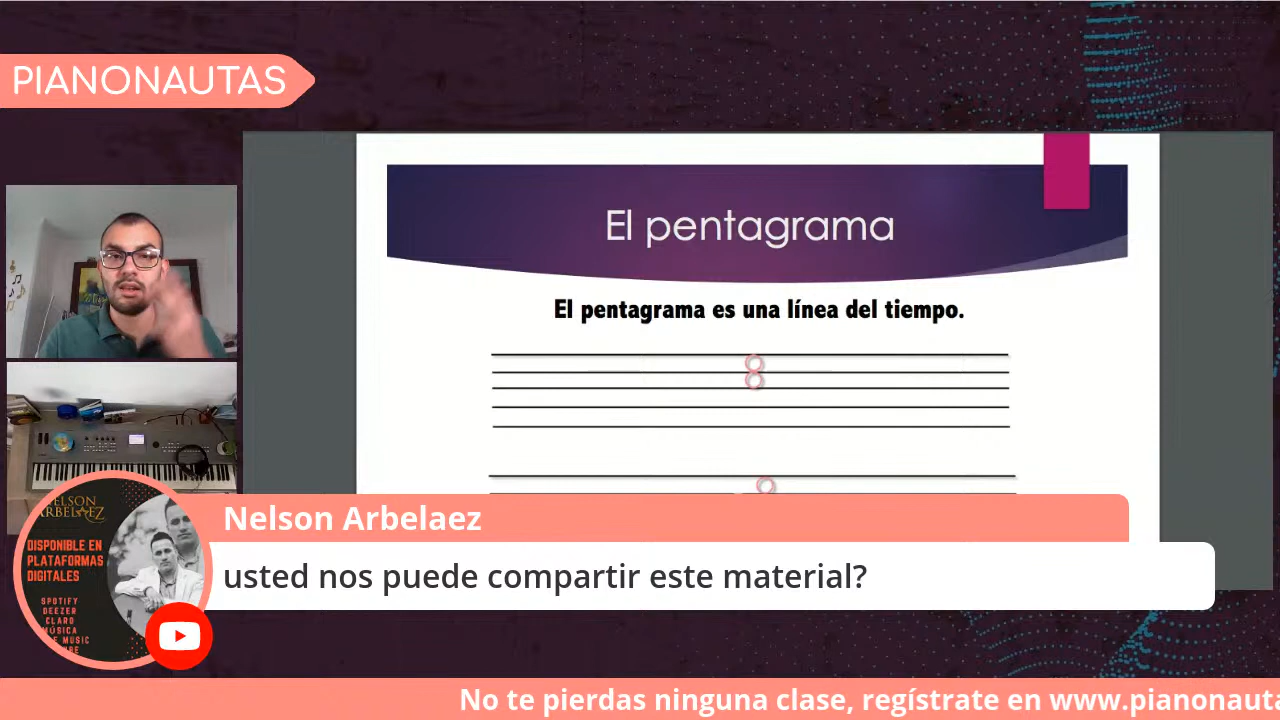 PIANONAUTAS
El pentagrama
El pentagrama es una línea del tiempo.
Nelson Arbelaez
usted nos puede compartir este material?
ARBELAEZ
DISPONIBLE EN
PLATAFORMAS
DIGITALES
SPOTIFY
DEEZER
CLARO
No te pierdas ninguna clase, regístrate en www.pianonauta